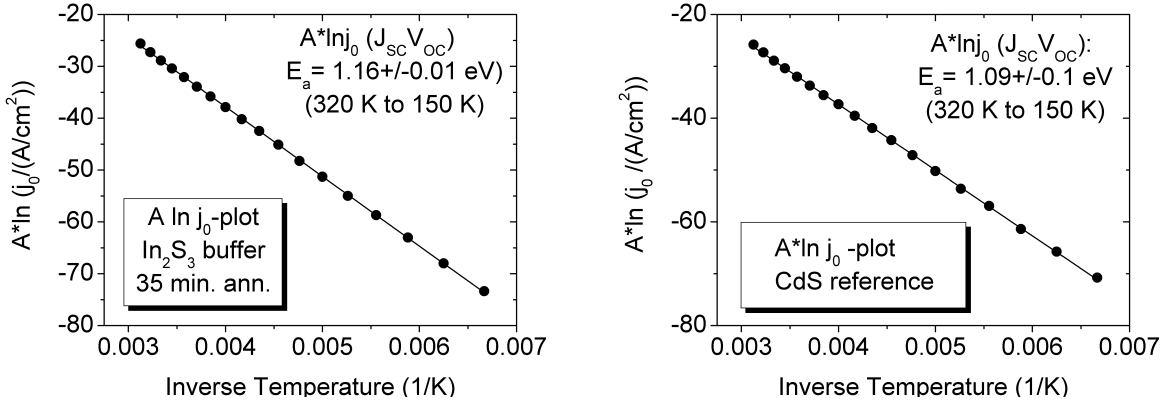 -20
-30
-40
-50
-60
-70
-80
A*ln (j₀/(A/cm²))
A*lnj₀ (J_SCV_OC)
Eₐ= 1.16+/-0.01 eV)
(320 K to 150 K)
A ln j₀-plot
In₂S₃ buffer
35 min. ann.
0.003 0.004 0.005 0.006 0.007
Inverse Temperature (1/K)
-20
-40
-60
-80
A*ln (j₀ /(A/cm²))
A*lnj₀ (J_SCV_OC):
Eₐ= 1.09+/-0.1 eV
(320 K to 150 K)
A*ln j₀ -plot
CdS reference
0.003 0.004 0.005 0.006 0.007
Inverse Temperature (1/K)